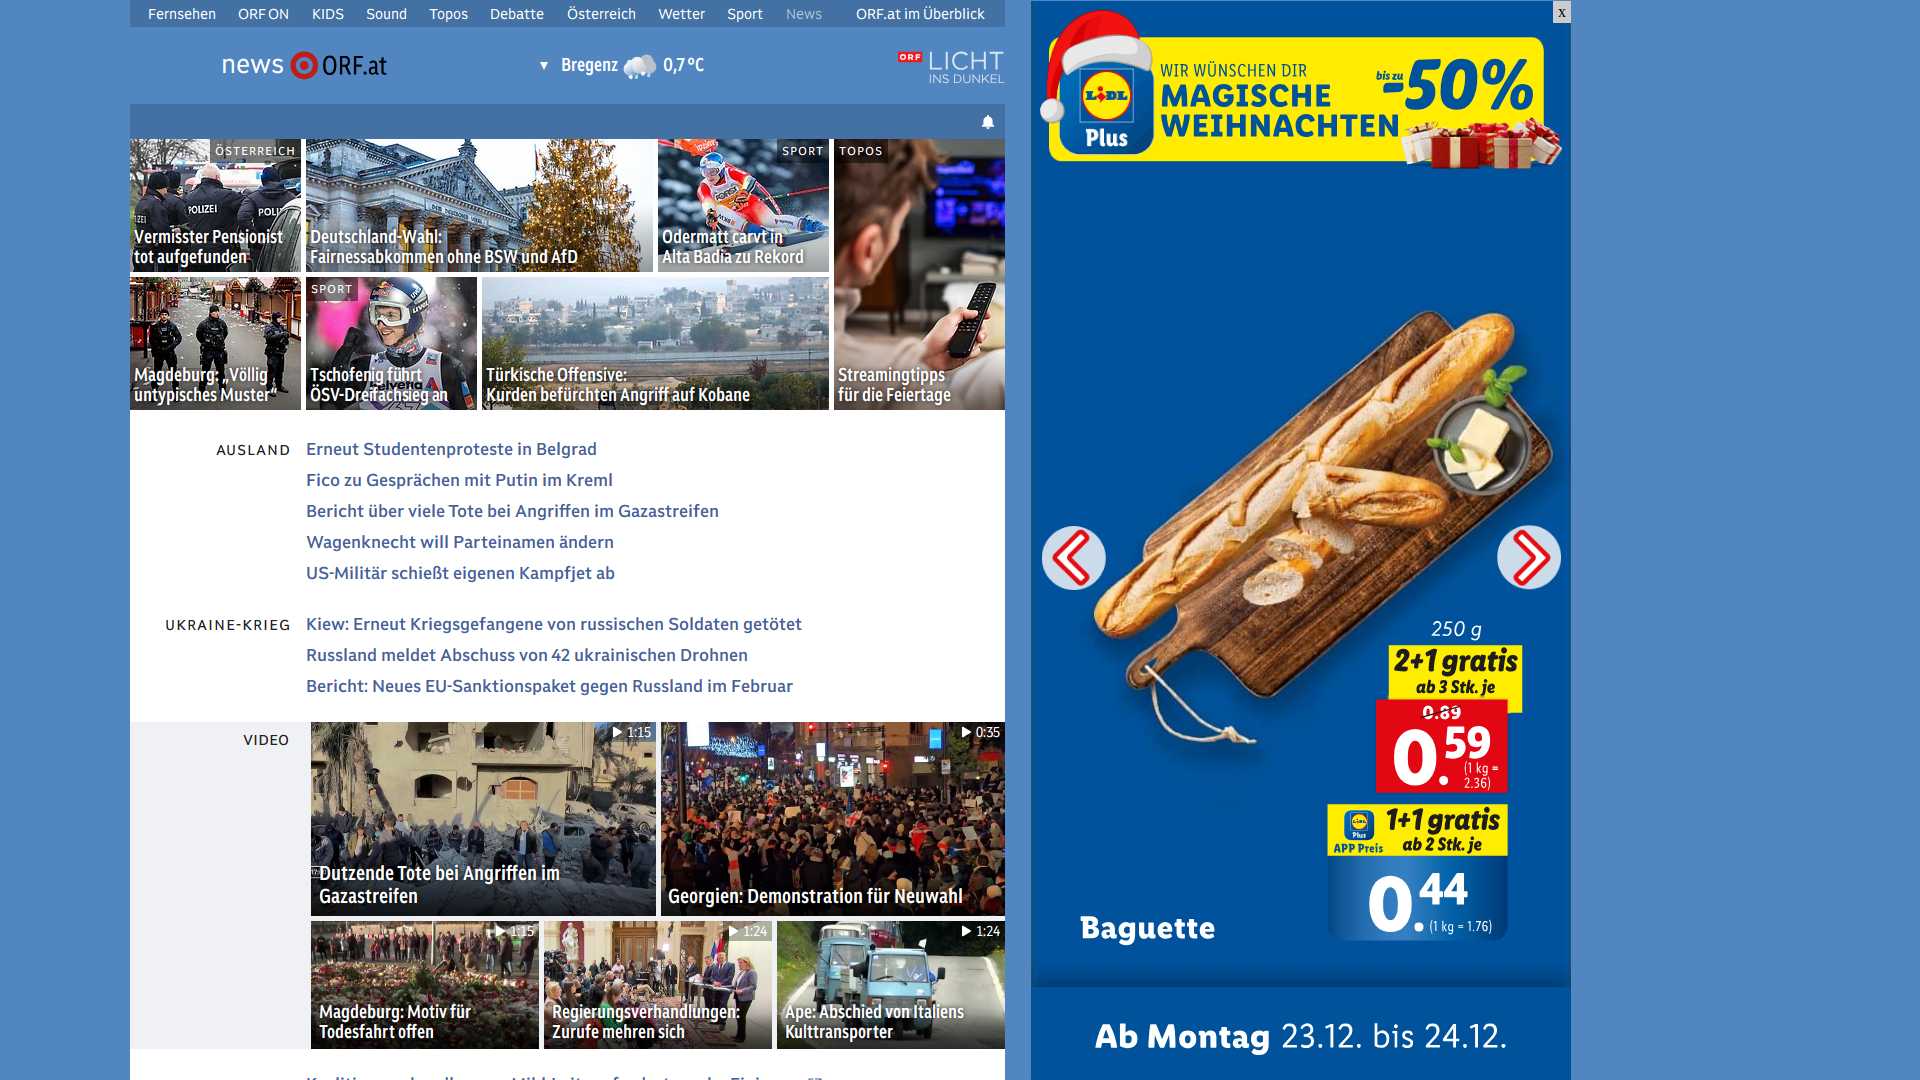 Fernsehen ORF ON KIDS Sound Topos Debatte Österreich Wetter Sport News ORF.at im Überblick
news ORF.at
▼ Bregenz 0,7 °C
ORF LICHT
INS DUNKEL
ÖSTERREICH
POLIZEI
Vermisster Pensionist
tot aufgefunden
DEM DEUTSCHEN VOLKE
Deutschland-Wahl:
Fairnessabkommen ohne BSW und AfD
SPORT
Odermatt carvt in
Alta Badia zu Rekord
TOPOS
Streamingtipps
für die Feiertage
Magdeburg: „Völlig
untypisches Muster“
SPORT
helvetia
Tschofenig führt
ÖSV-Dreifachsieg an
Türkische Offensive:
Kurden befürchten Angriff auf Kobane
AUSLAND
Erneut Studentenproteste in Belgrad
Fico zu Gesprächen mit Putin im Kreml
Bericht über viele Tote bei Angriffen im Gazastreifen
Wagenknecht will Parteinamen ändern
US-Militär schießt eigenen Kampfjet ab
UKRAINE-KRIEG
Kiew: Erneut Kriegsgefangene von russischen Soldaten getötet
Russland meldet Abschuss von 42 ukrainischen Drohnen
Bericht: Neues EU-Sanktionspaket gegen Russland im Februar
VIDEO
1:15
Dutzende Tote bei Angriffen im
Gazastreifen
0:35
Georgien: Demonstration für Neuwahl
1:15
Magdeburg: Motiv für
Todesfahrt offen
1:24
Regierungsverhandlungen:
Zurufe mehren sich
1:24
Ape: Abschied von Italiens
Kulttransporter
x
LIDL
Plus
WIR WÜNSCHEN DIR
MAGISCHE
WEIHNACHTEN
bis zu
-50%
250 g
2+1 gratis
ab 3 Stk. je
0.89
0.59
(1 kg =
2.36)
LIDL
Plus
APP Preis
1+1 gratis
ab 2 Stk. je
0.44
(1 kg = 1.76)
Baguette
Ab Montag 23.12. bis 24.12.